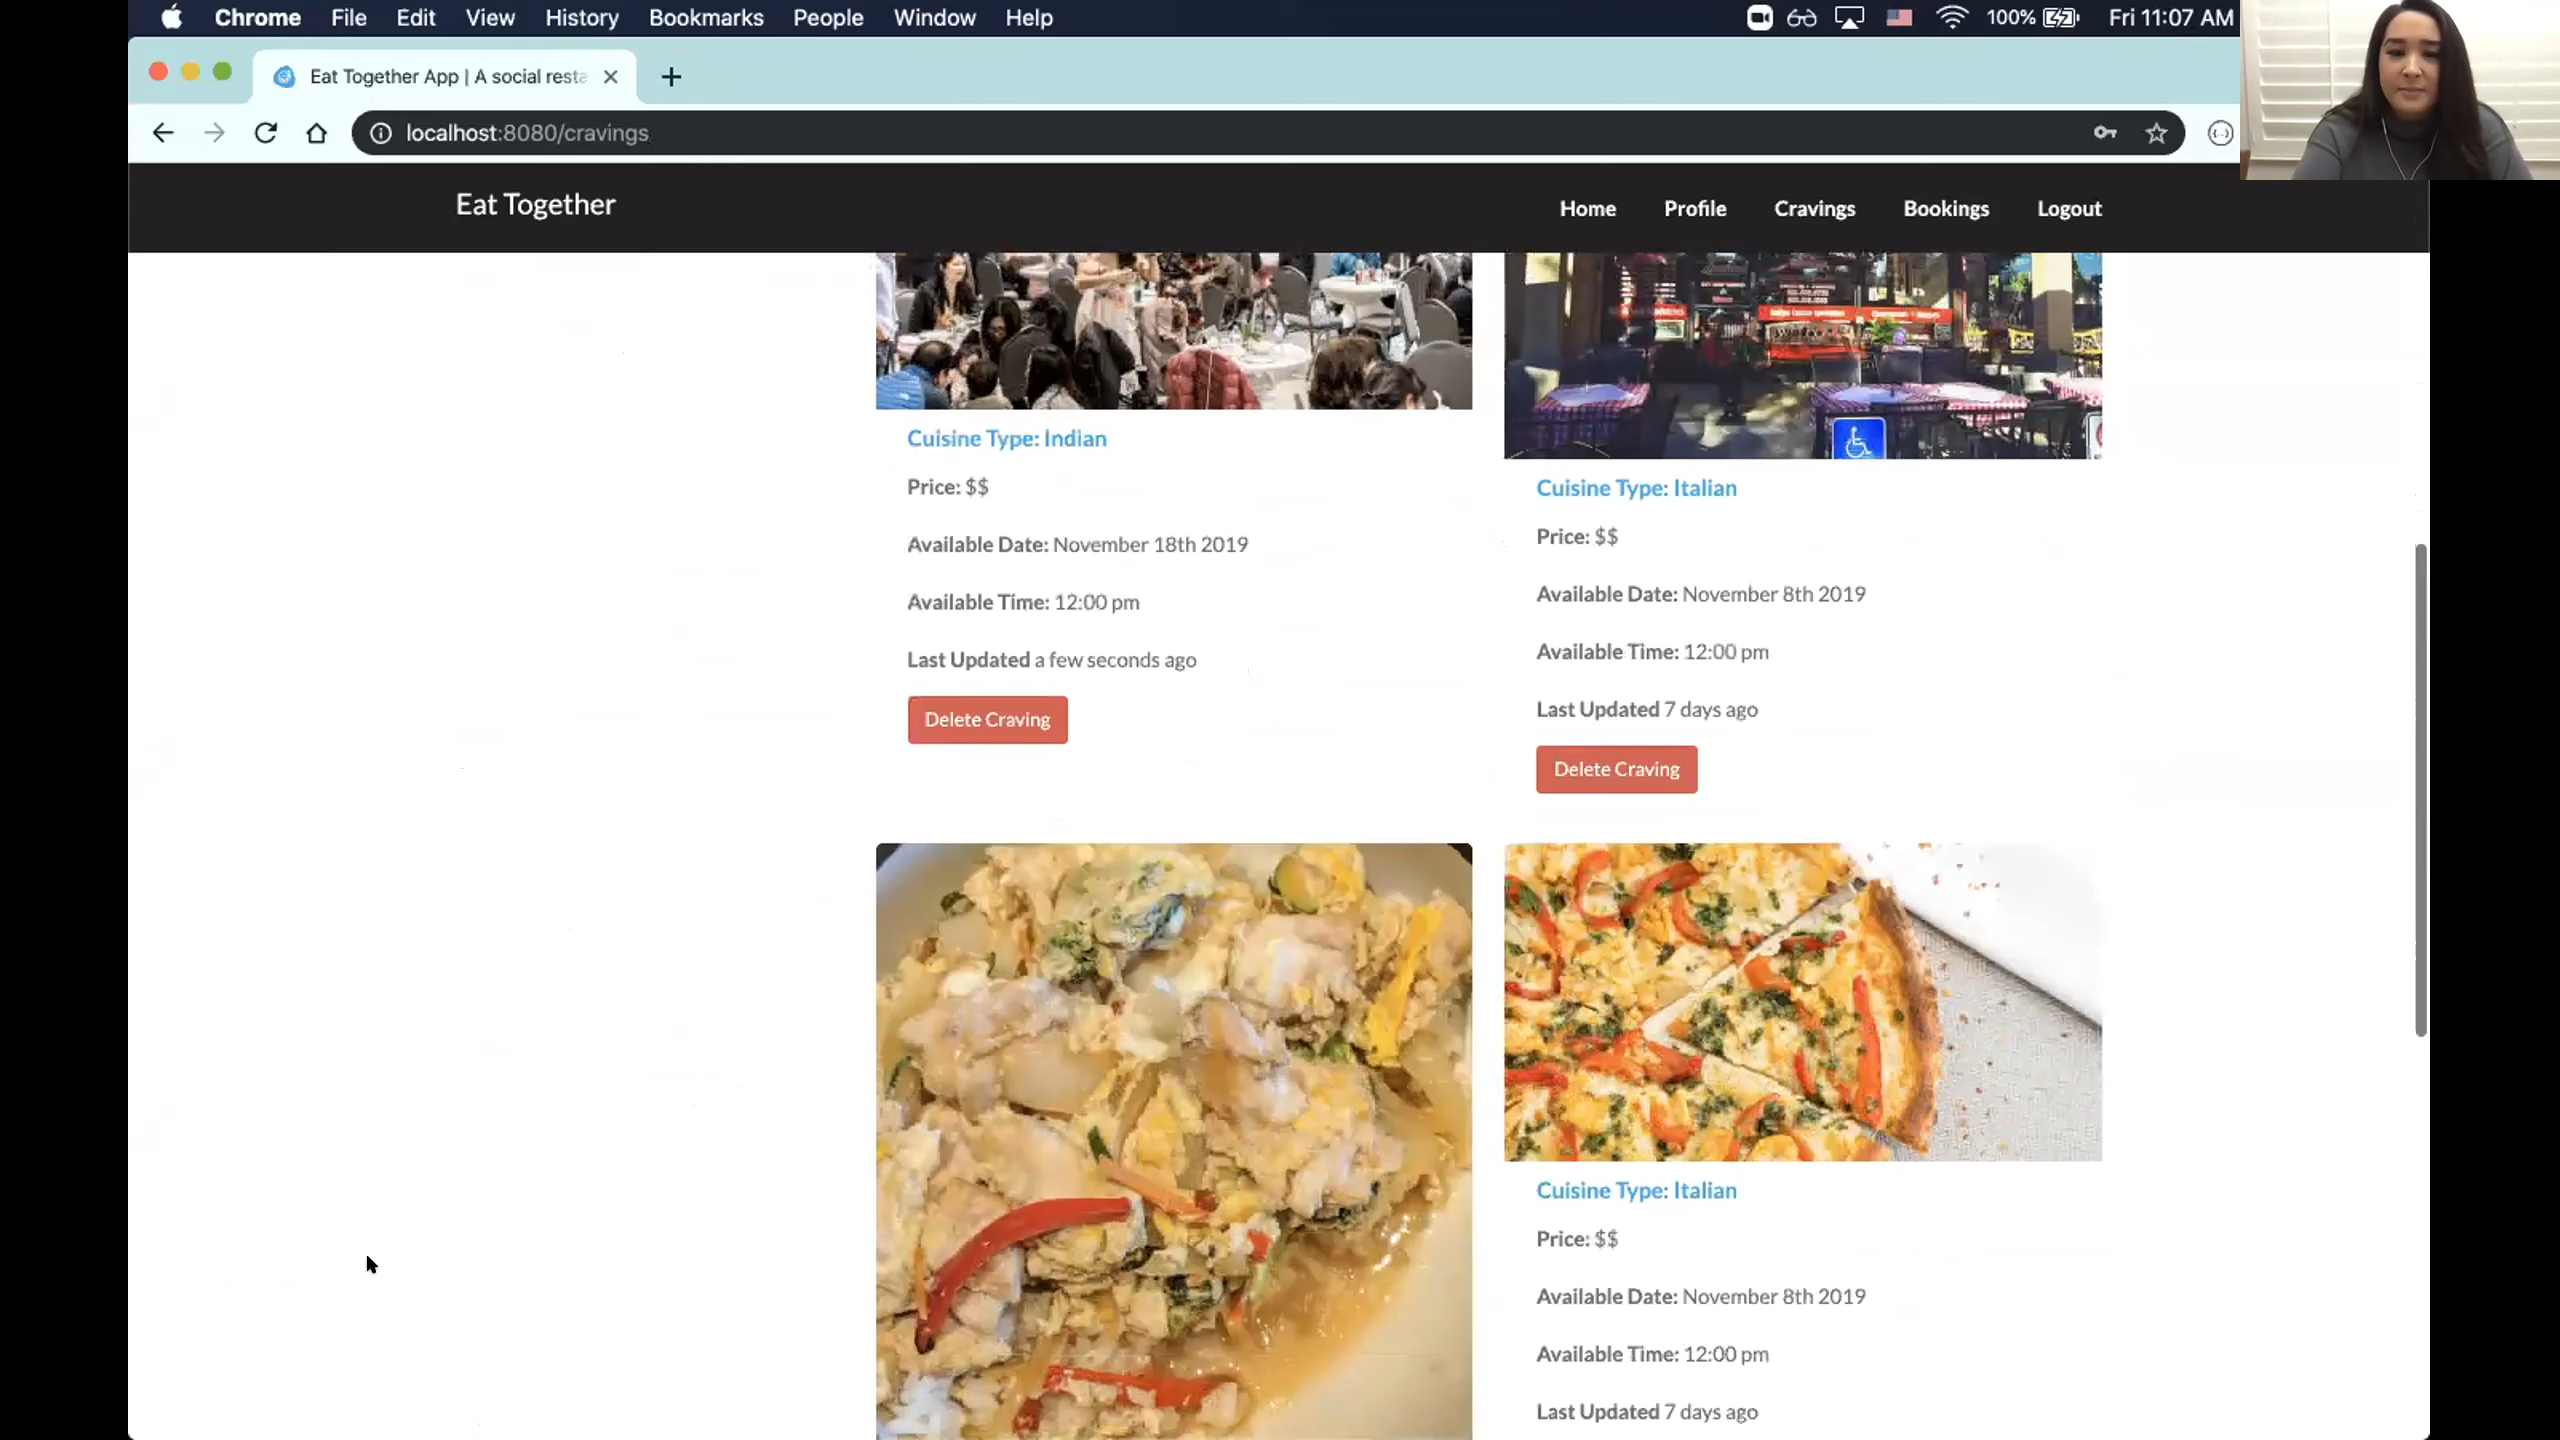 Chrome File Edit View History Bookmarks People Window Help 100% Fri 11:07 AM
Eat Together App | A social resta
localhost:8080/cravings
Eat Together Home Profile Cravings Bookings Logout
Cuisine Type: Indian
Price: $$
Available Date: November 18th 2019
Available Time: 12:00 pm
Last Updated a few seconds ago
Delete Craving
Cuisine Type: Italian
Price: $$
Available Date: November 8th 2019
Available Time: 12:00 pm
Last Updated 7 days ago
Delete Craving
Cuisine Type: Italian
Price: $$
Available Date: November 8th 2019
Available Time: 12:00 pm
Last Updated 7 days ago